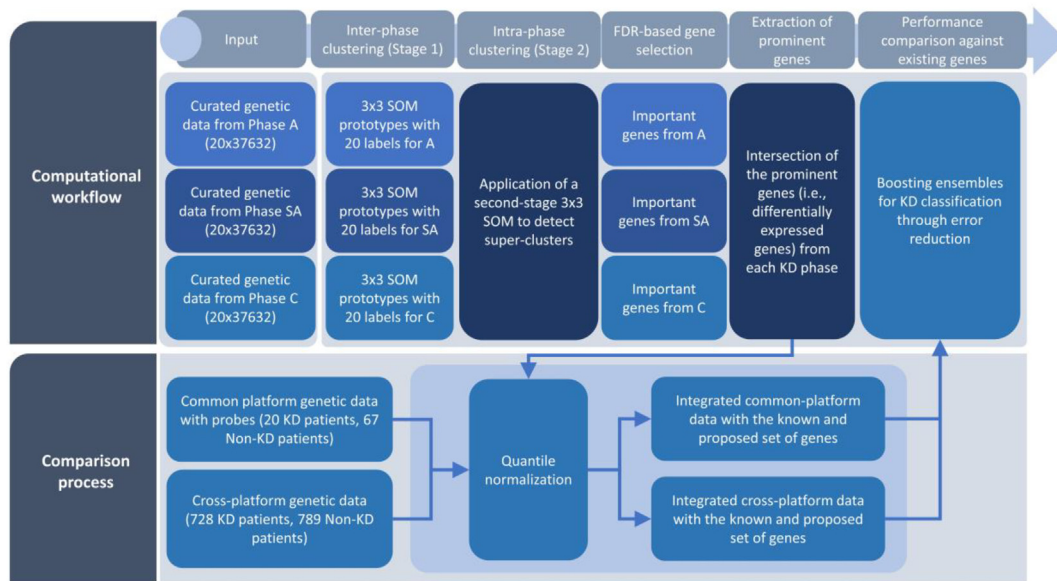 Input
Inter-phase
clustering (Stage 1)
Intra-phase
clustering (Stage 2)
FDR-based gene
selection
Extraction of
prominent
genes
Performance
comparison against
existing genes
Computational
workflow
Curated genetic
data from Phase A
(20x37632)
Curated genetic
data from Phase SA
(20x37632)
Curated genetic
data from Phase C
(20x37632)
3x3 SOM
prototypes with
20 labels for A
3x3 SOM
prototypes with
20 labels for SA
3x3 SOM
prototypes with
20 labels for C
Application of a
second-stage 3x3
SOM to detect
super-clusters
Important
genes from A
Important
genes from SA
Important
genes from C
Intersection of
the prominent
genes (i.e.,
differentially
expressed
genes) from
each KD phase
Boosting ensembles
for KD classification
through error
reduction
Comparison
process
Common platform
genetic data
with probes (20 KD patients, 67
Non-KD patients)
Cross-platform genetic data
(728 KD patients, 789 Non-KD
patients)
Quantile
normalization
Integrated common-platform
data with the known and
proposed set of genes
Integrated cross-platform data
with the known and proposed
set of genes